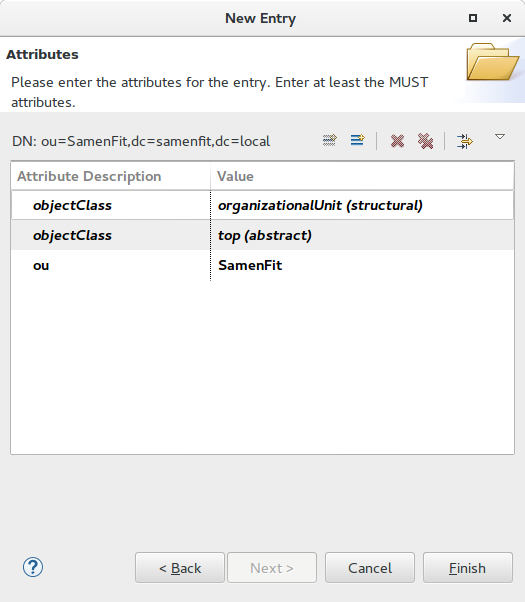 New Entry
Attributes
Please enter the attributes for the entry. Enter at least the MUST
attributes.
DN: ou=SamenFit,dc=samenfit,dc=local
Attribute Description Value
objectClass organizationalUnit (structural)
objectClass top (abstract)
ou SamenFit
? < Back Next > Cancel Finish